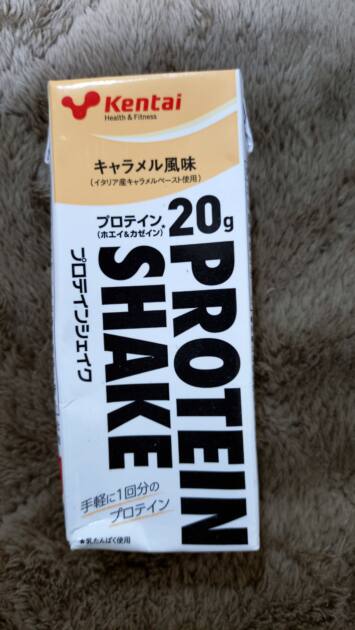 Kentai
Health & Fitness
キャラメル風味
（イタリア産キャラメルペースト使用）
プロテイン*
（ホエイ&カゼイン）
20g
PROTEIN
SHAKE
プロテインシェイク
手軽に1回分の
プロテイン
★乳たんぱく使用